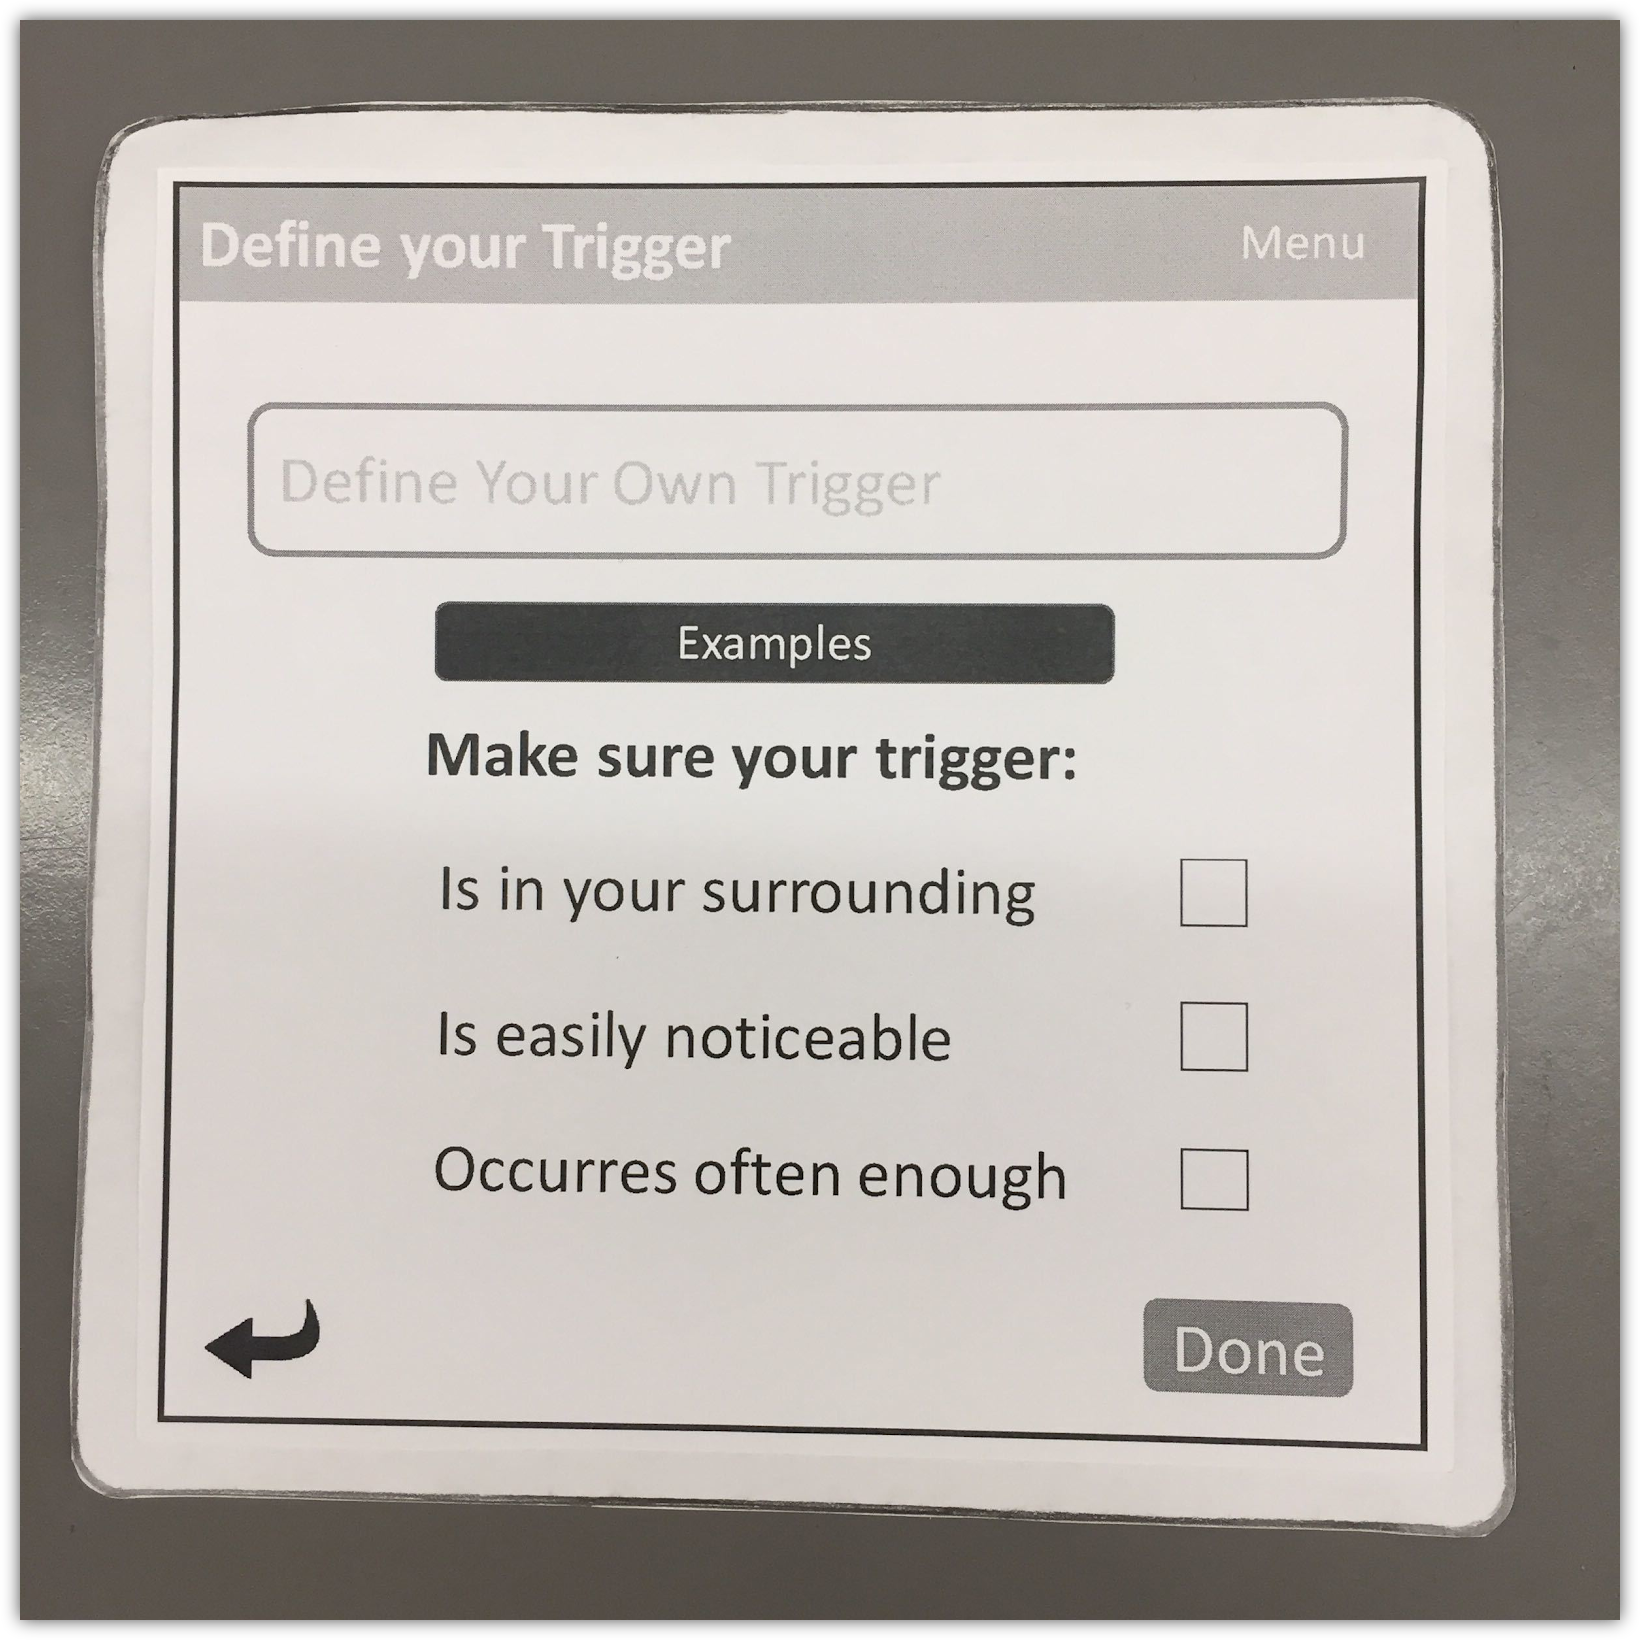 Define your Trigger
Menu
Define Your Own Trigger
Examples
Make sure your trigger:
Is in your surrounding
Is easily noticeable
Occurres often enough
Done